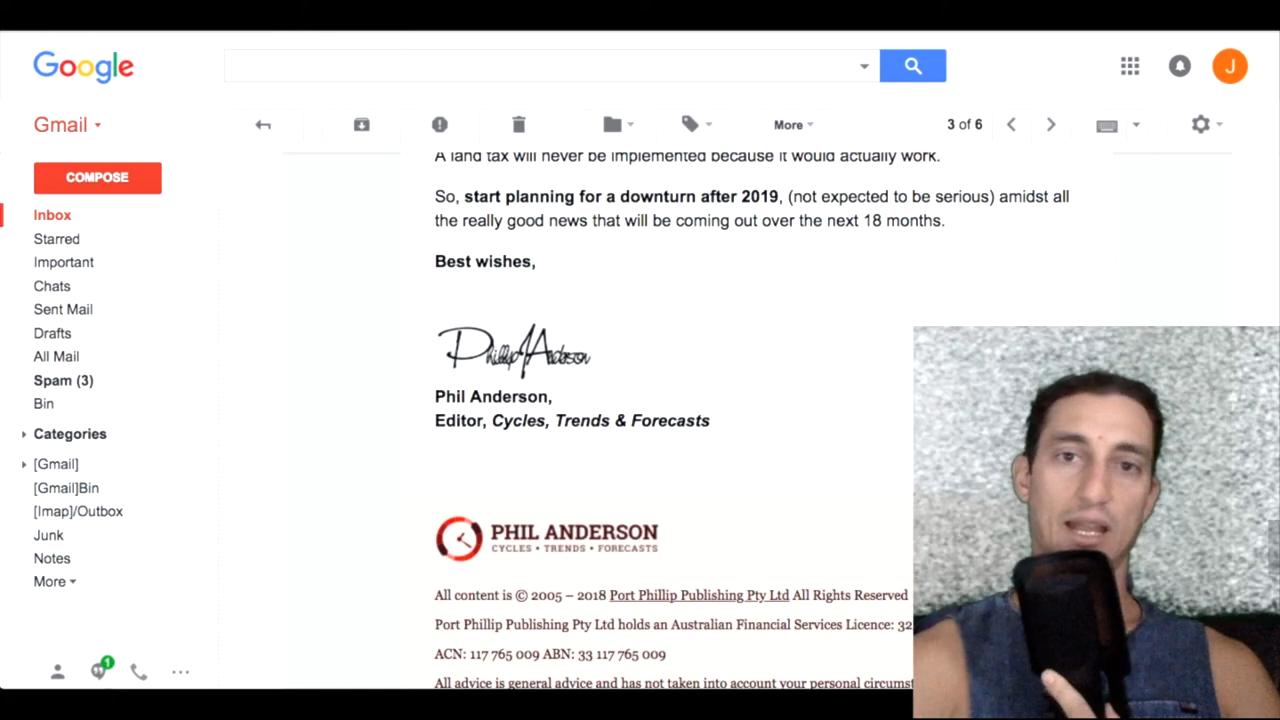 Google
J
Gmail
More
3 of 6
COMPOSE
Inbox
Starred
Important
Chats
Sent Mail
Drafts
All Mail
Spam (3)
Bin
Categories
[Gmail]
[Gmail]Bin
[Imap]/Outbox
Junk
Notes
More
1
A land tax will never be implemented because it would actually work.
So, start planning for a downturn after 2019, (not expected to be serious) amidst all
the really good news that will be coming out over the next 18 months.
Best wishes,
Phillip J Anderson
Phil Anderson,
Editor, Cycles, Trends & Forecasts
PHIL ANDERSON
CYCLES • TRENDS • FORECASTS
All content is © 2005 – 2018 Port Phillip Publishing Pty Ltd All Rights Reserved
Port Phillip Publishing Pty Ltd holds an Australian Financial Services Licence: 32
ACN: 117 765 009 ABN: 33 117 765 009
All advice is general advice and has not taken into account your personal circumst